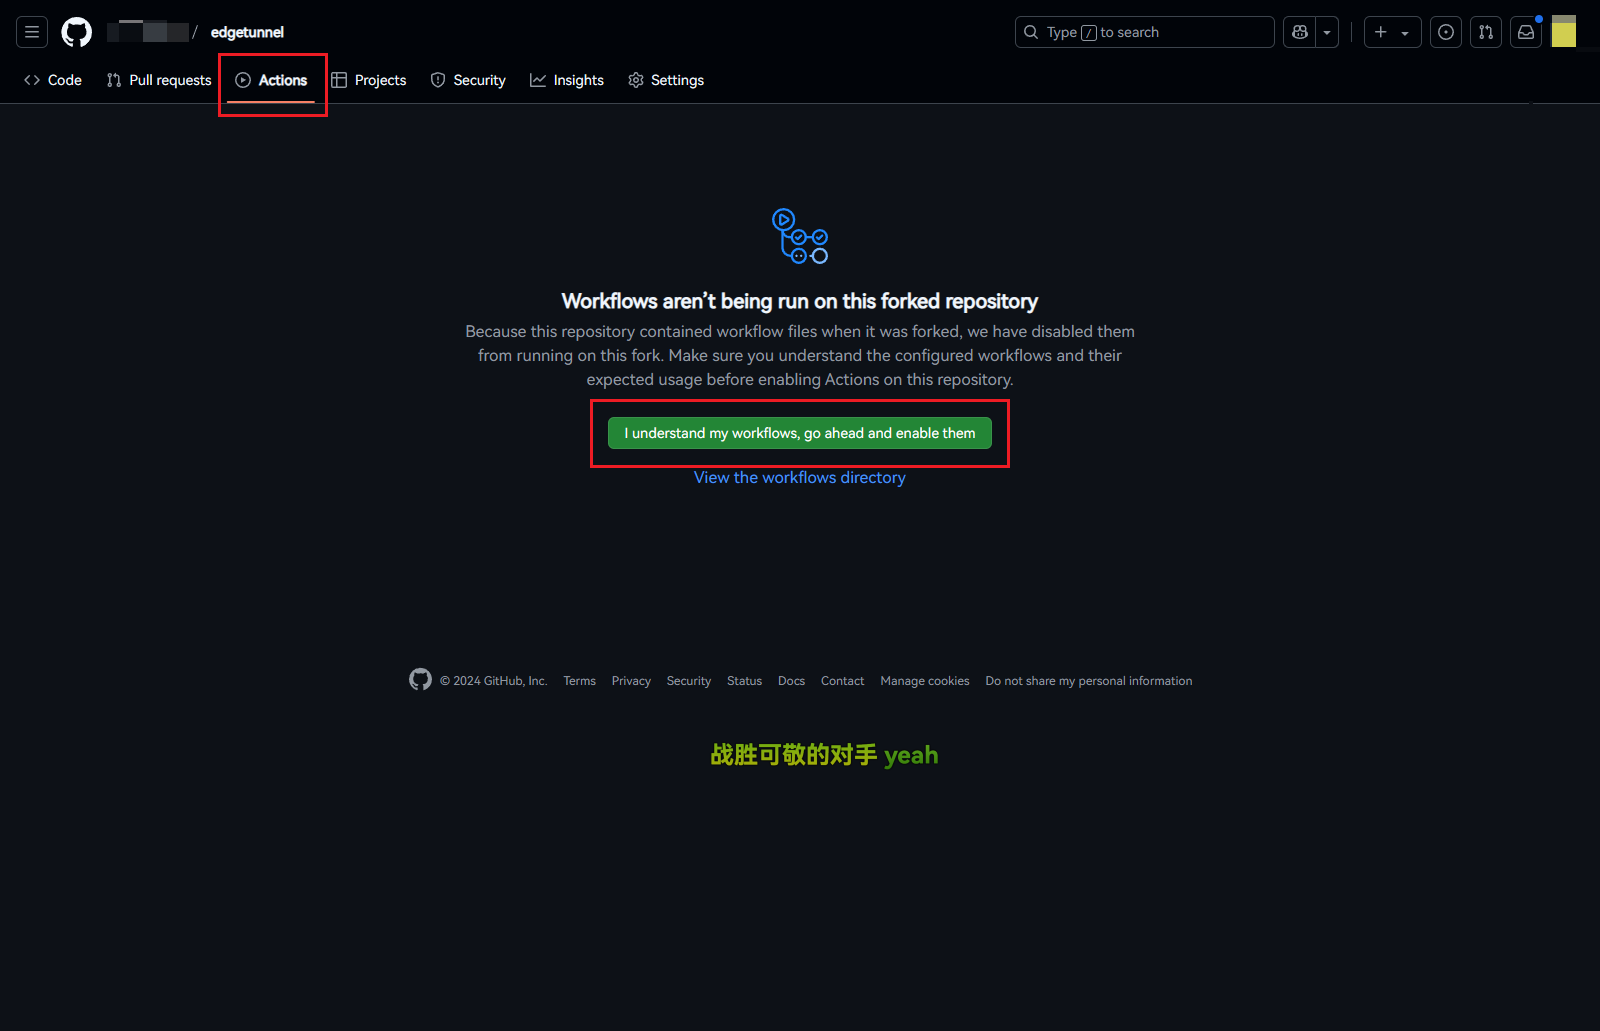 / edgetunnel
Type / to search
Code Pull requests Actions Projects Security Insights Settings
Workflows aren’t being run on this forked repository
Because this repository contained workflow files when it was forked, we have disabled them
from running on this fork. Make sure you understand the configured workflows and their
expected usage before enabling Actions on this repository.
I understand my workflows, go ahead and enable them
View the workflows directory
© 2024 GitHub, Inc. Terms Privacy Security Status Docs Contact Manage cookies Do not share my personal information
战胜可敬的对手 yeah